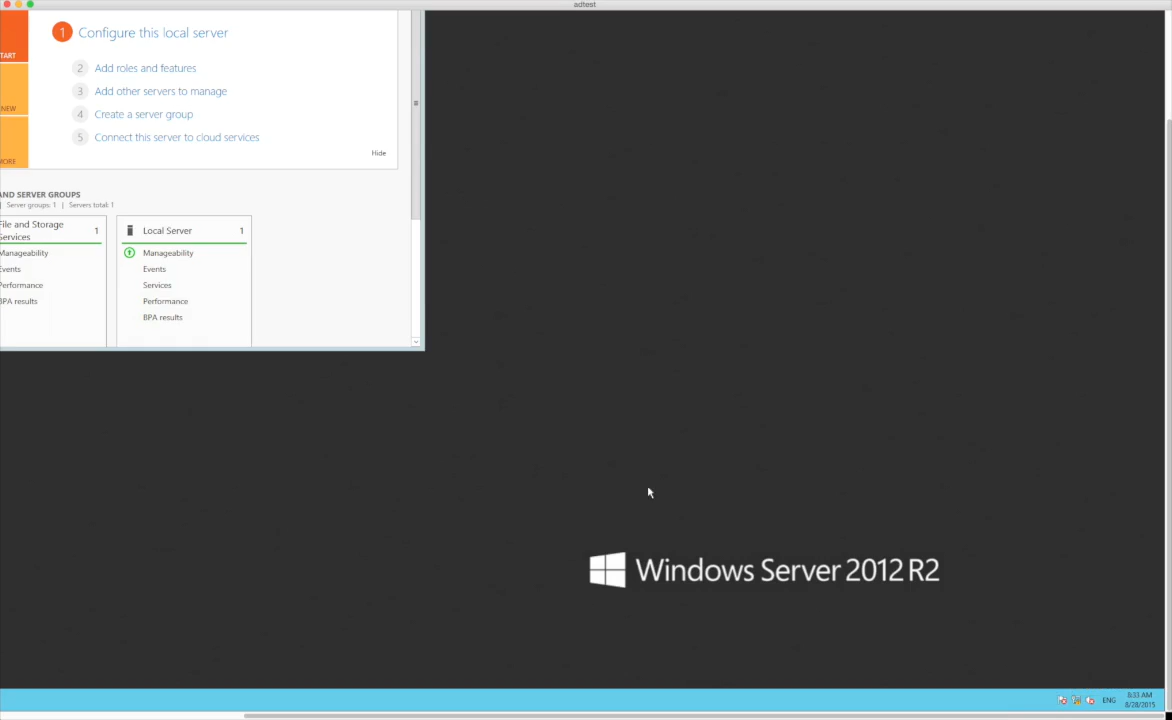 adtest
1 Configure this local server
TART
2 Add roles and features
3 Add other servers to manage
NEW
4 Create a server group
5 Connect this server to cloud services
Hide
MORE
AND SERVER GROUPS
| Server groups: 1 | Servers total: 1
File and Storage Services 1
Manageability
Events
Performance
BPA results
Local Server 1
Manageability
Events
Services
Performance
BPA results
Windows Server 2012 R2
ENG
8:33 AM
8/28/2015